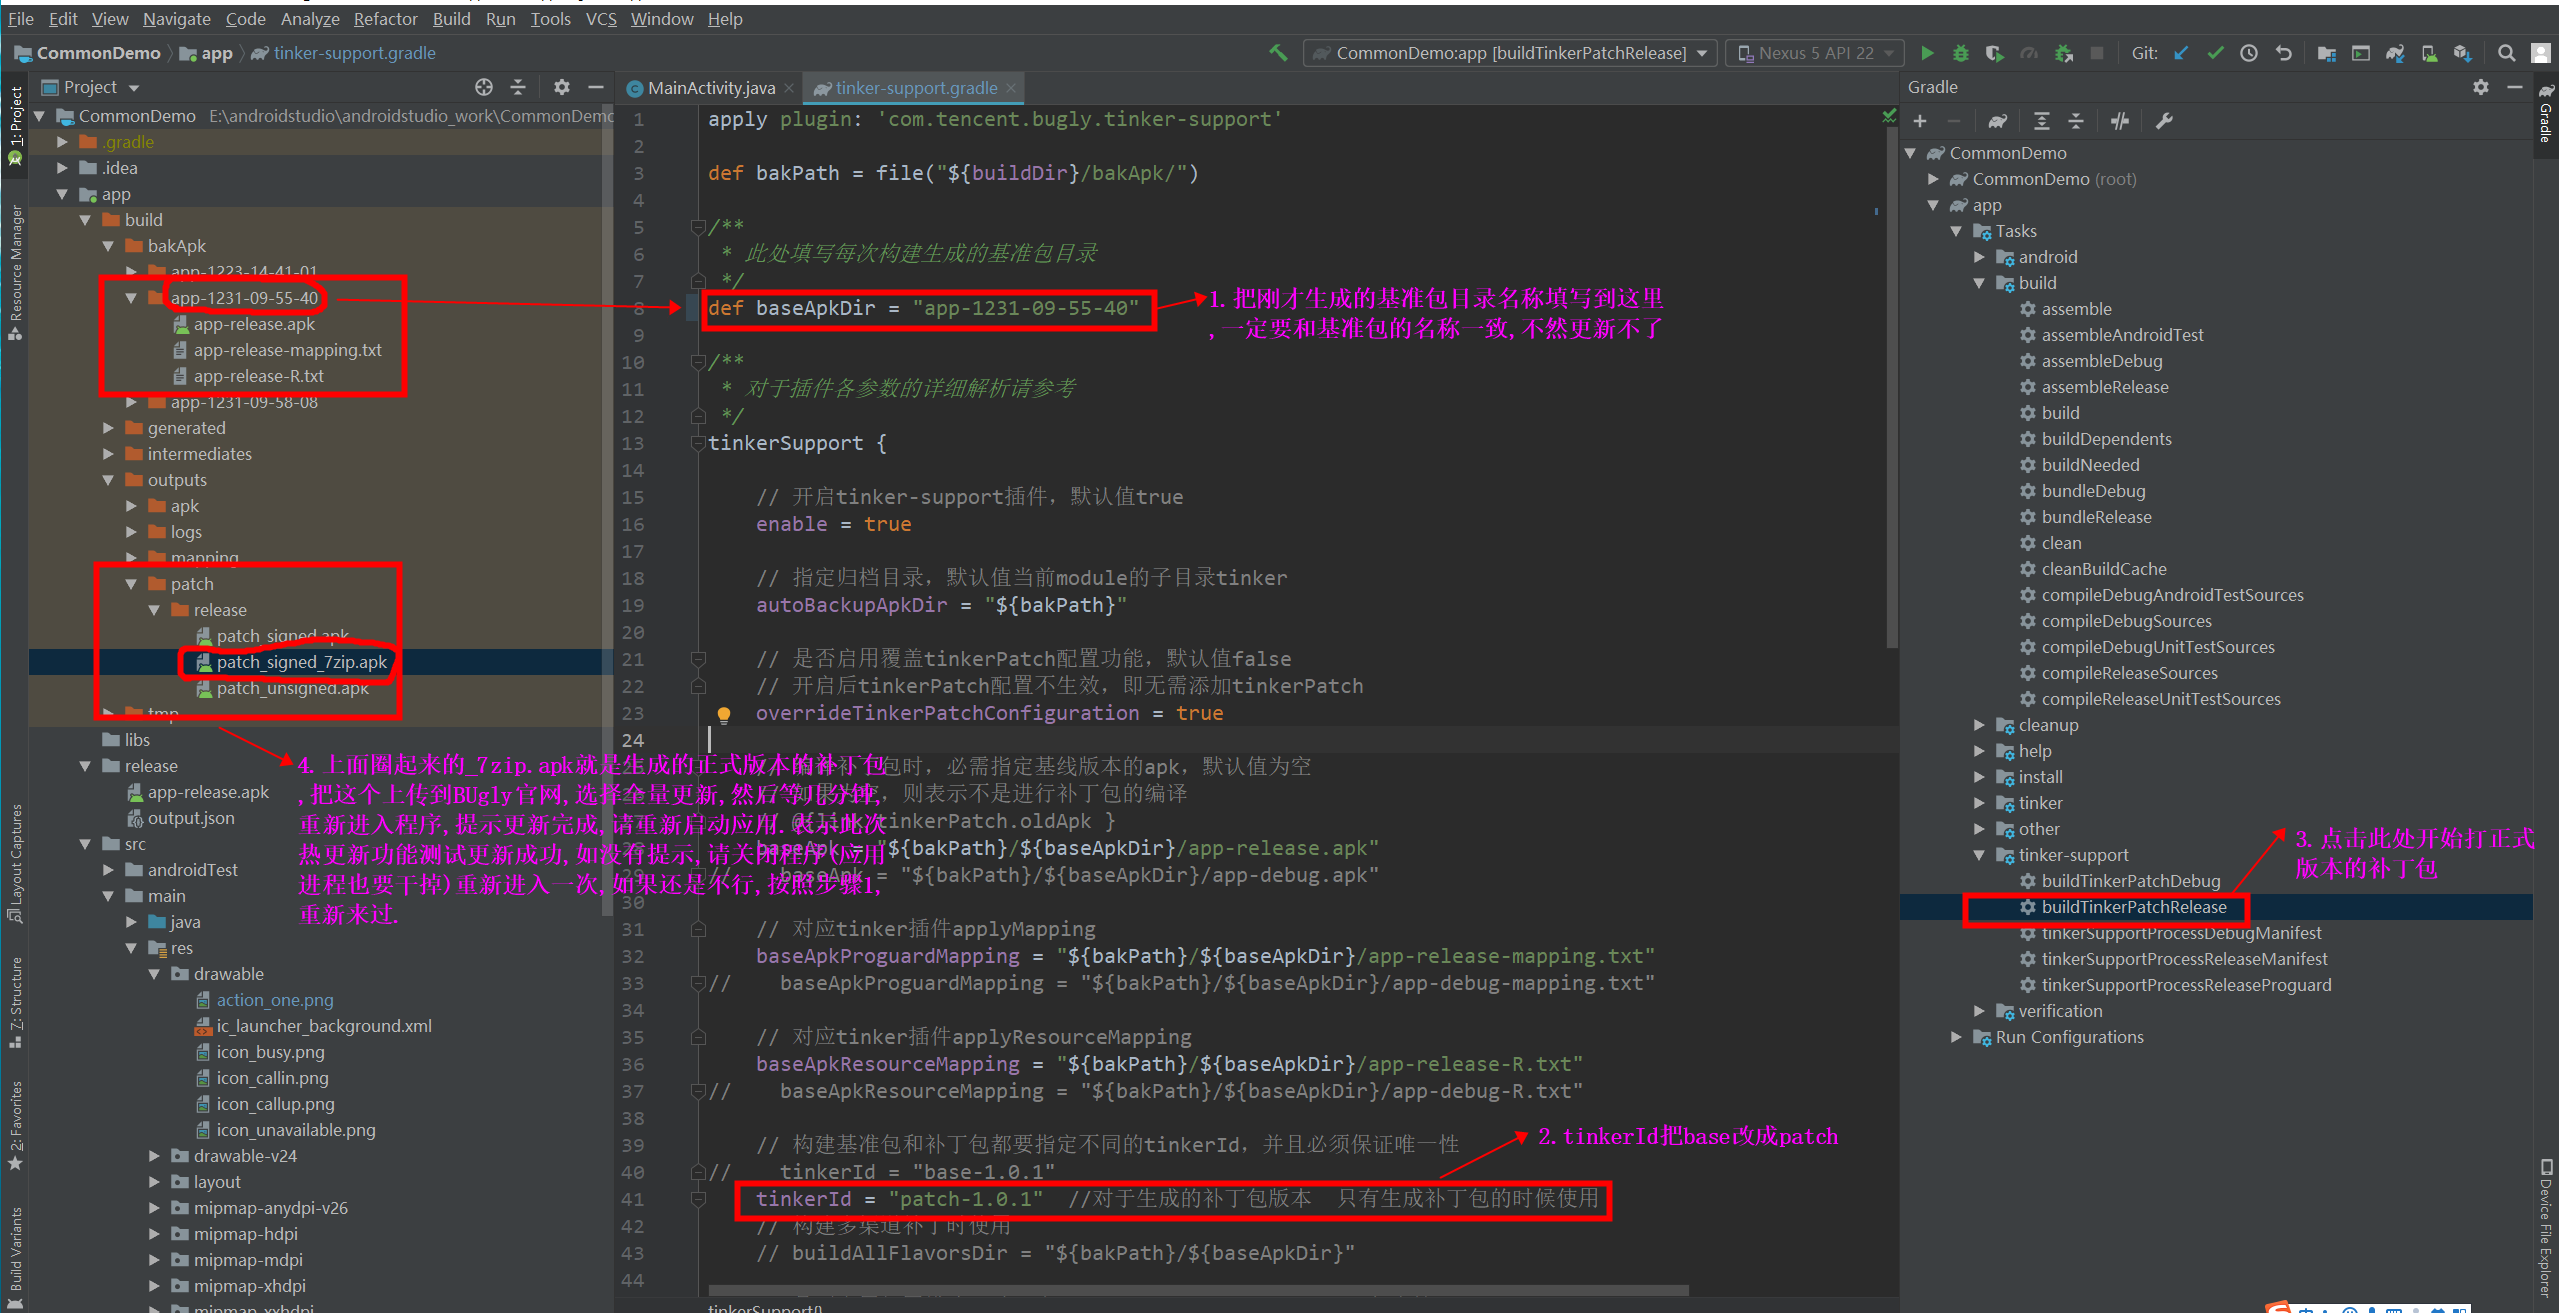 File Edit View Navigate Code Analyze Refactor Build Run Tools VCS Window Help
CommonDemo app tinker-support.gradle
CommonDemo:app [buildTinkerPatchRelease] Nexus 5 API 22 Git:
1: Project
Resource Manager
Layout Captures
7: Structure
2: Favorites
Build Variants
Project
CommonDemo E:\androidstudio\androidstudio_work\CommonDemo
.gradle
.idea
app
build
bakApk
app-1223-14-41-01
app-1231-09-55-40
app-release.apk
app-release-mapping.txt
app-release-R.txt
app-1231-09-58-08
generated
intermediates
outputs
apk
logs
mapping
patch
release
patch_signed.apk
patch_signed_7zip.apk
patch_unsigned.apk
tmp
libs
release
app-release.apk
output.json
src
androidTest
main
java
res
drawable
action_one.png
ic_launcher_background.xml
icon_busy.png
icon_callin.png
icon_callup.png
icon_unavailable.png
drawable-v24
layout
mipmap-anydpi-v26
mipmap-hdpi
mipmap-mdpi
mipmap-xhdpi
mipmap-xxhdpi
4.上面圈起来的_7zip.apk就是生成的正式版本的补丁包
,把这个上传到BUgly官网,选择全量更新,然后等几分钟,
重新进入程序,提示更新完成,请重新启动应用.表示此次
热更新功能测试更新成功,如没有提示,请关闭程序(应用
进程也要干掉)重新进入一次,如果还是不行,按照步骤1,
重新来过.
MainActivity.java tinker-support.gradle
1 apply plugin: 'com.tencent.bugly.tinker-support'
2
3 def bakPath = file("${buildDir}/bakApk/")
4
5 /**
6 * 此处填写每次构建生成的基准包目录
7 */
8 def baseApkDir = "app-1231-09-55-40"
9
10 /**
11 * 对于插件各参数的详细解析请参考
12 */
13 tinkerSupport {
14
15 // 开启tinker-support插件，默认值true
16 enable = true
17
18 // 指定归档目录，默认值当前module的子目录tinker
19 autoBackupApkDir = "${bakPath}"
20
21 // 是否启用覆盖tinkerPatch配置功能，默认值false
22 // 开启后tinkerPatch配置不生效，即无需添加tinkerPatch
23 overrideTinkerPatchConfiguration = true
24
// 编译补丁包时，必需指定基线版本的apk，默认值为空
// 如果为空，则表示不是进行补丁包的编译
// @{link tinkerPatch.oldApk }
baseApk = "${bakPath}/${baseApkDir}/app-release.apk"
// baseApk = "${bakPath}/${baseApkDir}/app-debug.apk"
30
31 // 对应tinker插件applyMapping
32 baseApkProguardMapping = "${bakPath}/${baseApkDir}/app-release-mapping.txt"
33 // baseApkProguardMapping = "${bakPath}/${baseApkDir}/app-debug-mapping.txt"
34
35 // 对应tinker插件applyResourceMapping
36 baseApkResourceMapping = "${bakPath}/${baseApkDir}/app-release-R.txt"
37 // baseApkResourceMapping = "${bakPath}/${baseApkDir}/app-debug-R.txt"
38
39 // 构建基准包和补丁包都要指定不同的tinkerId，并且必须保证唯一性
40 // tinkerId = "base-1.0.1"
41 tinkerId = "patch-1.0.1" //对于生成的补丁包版本 只有生成补丁包的时候使用
42 // 构建多渠道补丁时使用
43 // buildAllFlavorsDir = "${bakPath}/${baseApkDir}"
44
tinkerSupport{}
1.把刚才生成的基准包目录名称填写到这里
,一定要和基准包的名称一致,不然更新不了
2.tinkerId把base改成patch
Gradle
CommonDemo
CommonDemo (root)
app
Tasks
android
build
assemble
assembleAndroidTest
assembleDebug
assembleRelease
build
buildDependents
buildNeeded
bundleDebug
bundleRelease
clean
cleanBuildCache
compileDebugAndroidTestSources
compileDebugSources
compileDebugUnitTestSources
compileReleaseSources
compileReleaseUnitTestSources
cleanup
help
install
tinker
other
tinker-support
buildTinkerPatchDebug
buildTinkerPatchRelease
tinkerSupportProcessDebugManifest
tinkerSupportProcessReleaseManifest
tinkerSupportProcessReleaseProguard
verification
Run Configurations
3.点击此处开始打正式
版本的补丁包
Gradle
Device File Explorer